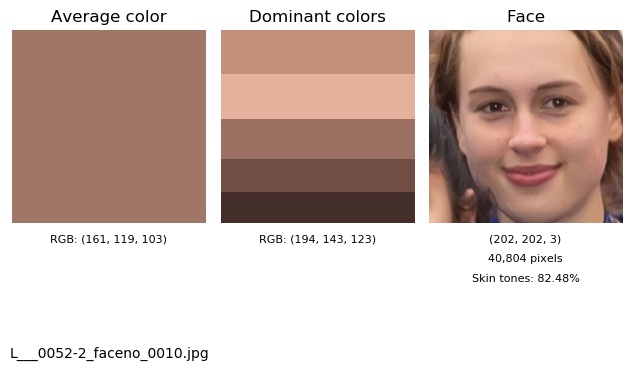 Average color
Dominant colors
Face
RGB: (161, 119, 103)
RGB: (194, 143, 123)
(202, 202, 3)
40,804 pixels
Skin tones: 82.48%
L___0052-2_faceno_0010.jpg